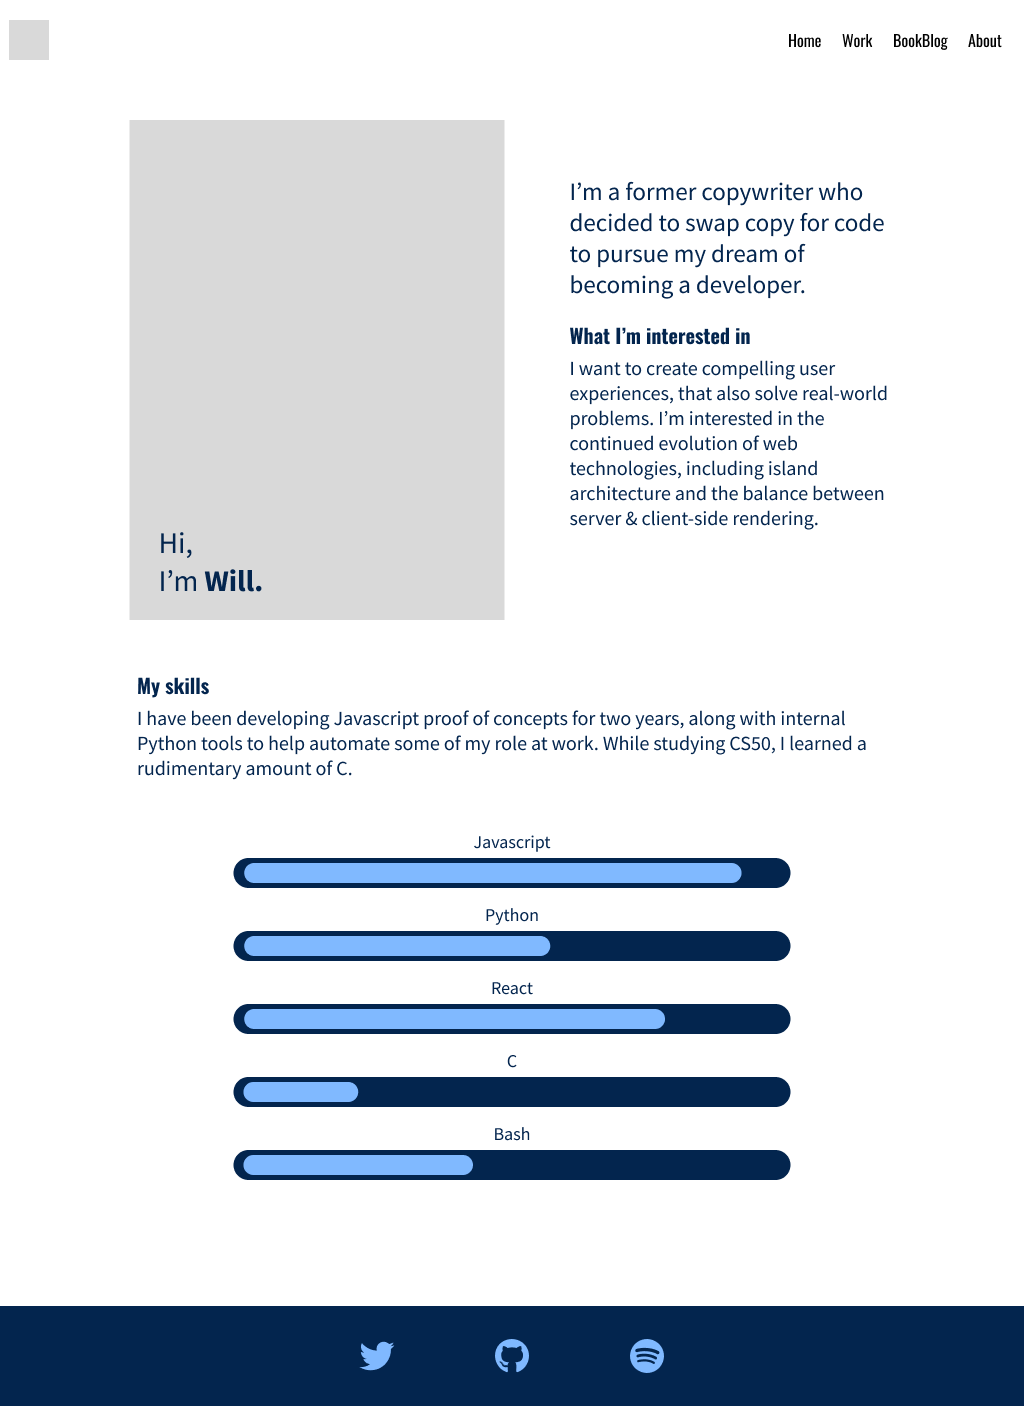 Home Work BookBlog About
I’m a former copywriter who
decided to swap copy for code
to pursue my dream of
becoming a developer.
What I’m interested in
I want to create compelling user
experiences, that also solve real-world
problems. I’m interested in the
continued evolution of web
technologies, including island
architecture and the balance between
server & client-side rendering.
Hi,
I’m Will.
My skills
I have been developing Javascript proof of concepts for two years, along with internal
Python tools to help automate some of my role at work. While studying CS50, I learned a
rudimentary amount of C.
Javascript
Python
React
C
Bash